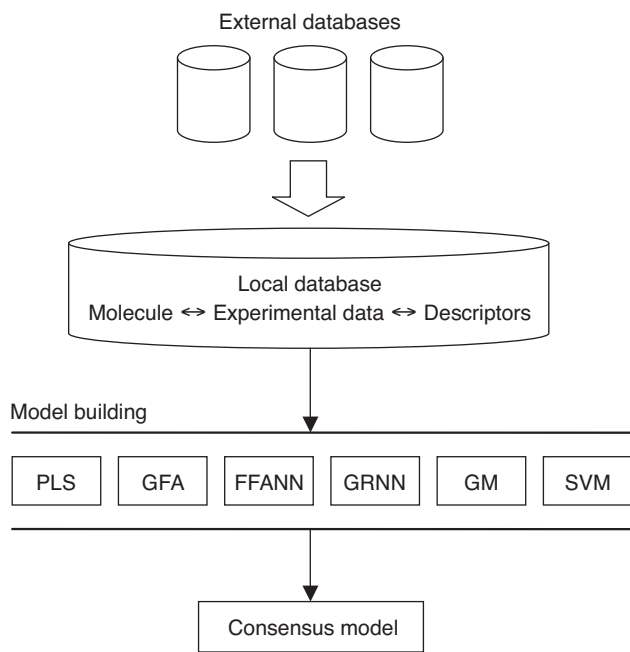 External databases
Local database
Molecule ↔ Experimental data ↔ Descriptors
Model building
PLS GFA FFANN GRNN GM SVM
Consensus model